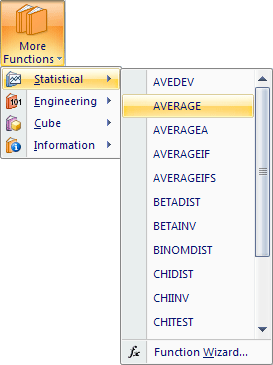 More
Functions
Statistical
Engineering
Cube
Information
AVEDEV
AVERAGE
AVERAGEA
AVERAGEIF
AVERAGEIFS
BETADIST
BETAINV
BINOMDIST
CHIDIST
CHIINV
CHITEST
fx Function Wizard...